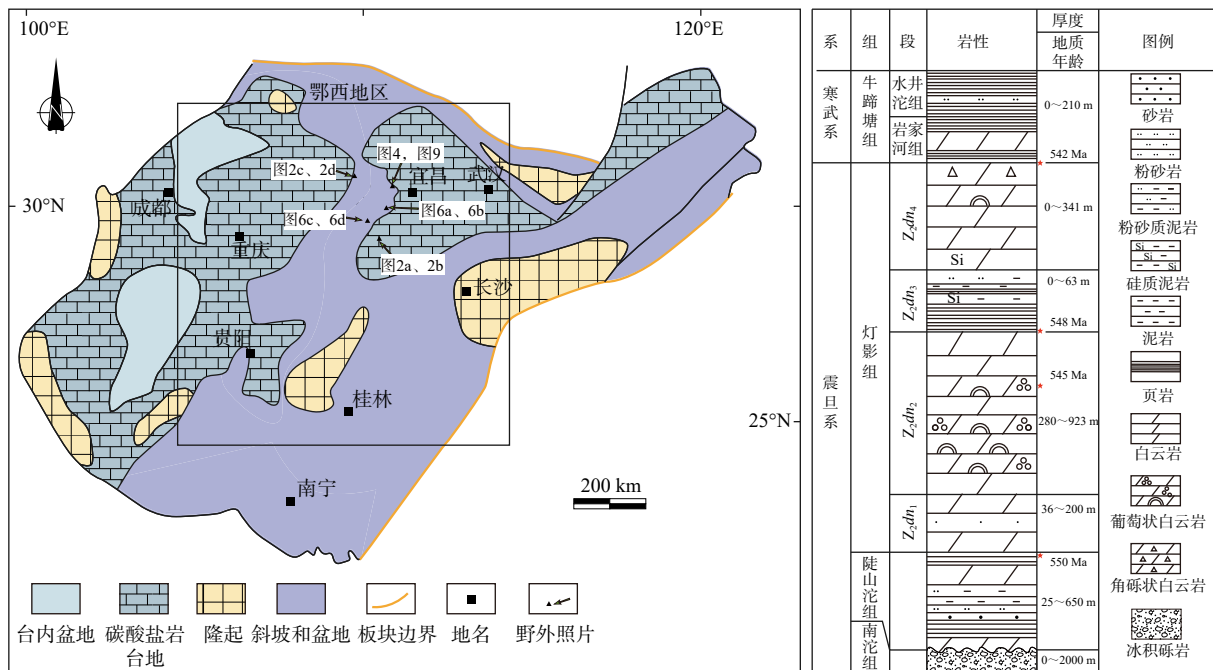 100°E
120°E
30°N
25°N
鄂西地区
图4，图9
图2c、2d
宜昌
武汉
成都
图6c、6d
图6a、6b
重庆
图2a、2b
长沙
贵阳
桂林
南宁
200 km
台内盆地
碳酸盐岩
台地
隆起
斜坡和盆地
板块边界
地名
野外照片
系
组
段
岩性
厚度
地质
年龄
图例
寒武系
牛蹄塘组
水井沱组
岩家河组
0～210 m
542 Ma
震旦系
灯影组
Z₂dn₄
0～341 m
Si
Z₂dn₃
0～63 m
Si
548 Ma
Z₂dn₂
545 Ma
280～923 m
Z₂dn₁
36～200 m
陡山沱组
550 Ma
25～650 m
南沱组
0～2000 m
砂岩
粉砂岩
粉砂质泥岩
Si
Si
Si
硅质泥岩
泥岩
页岩
白云岩
葡萄状白云岩
角砾状白云岩
冰积砾岩